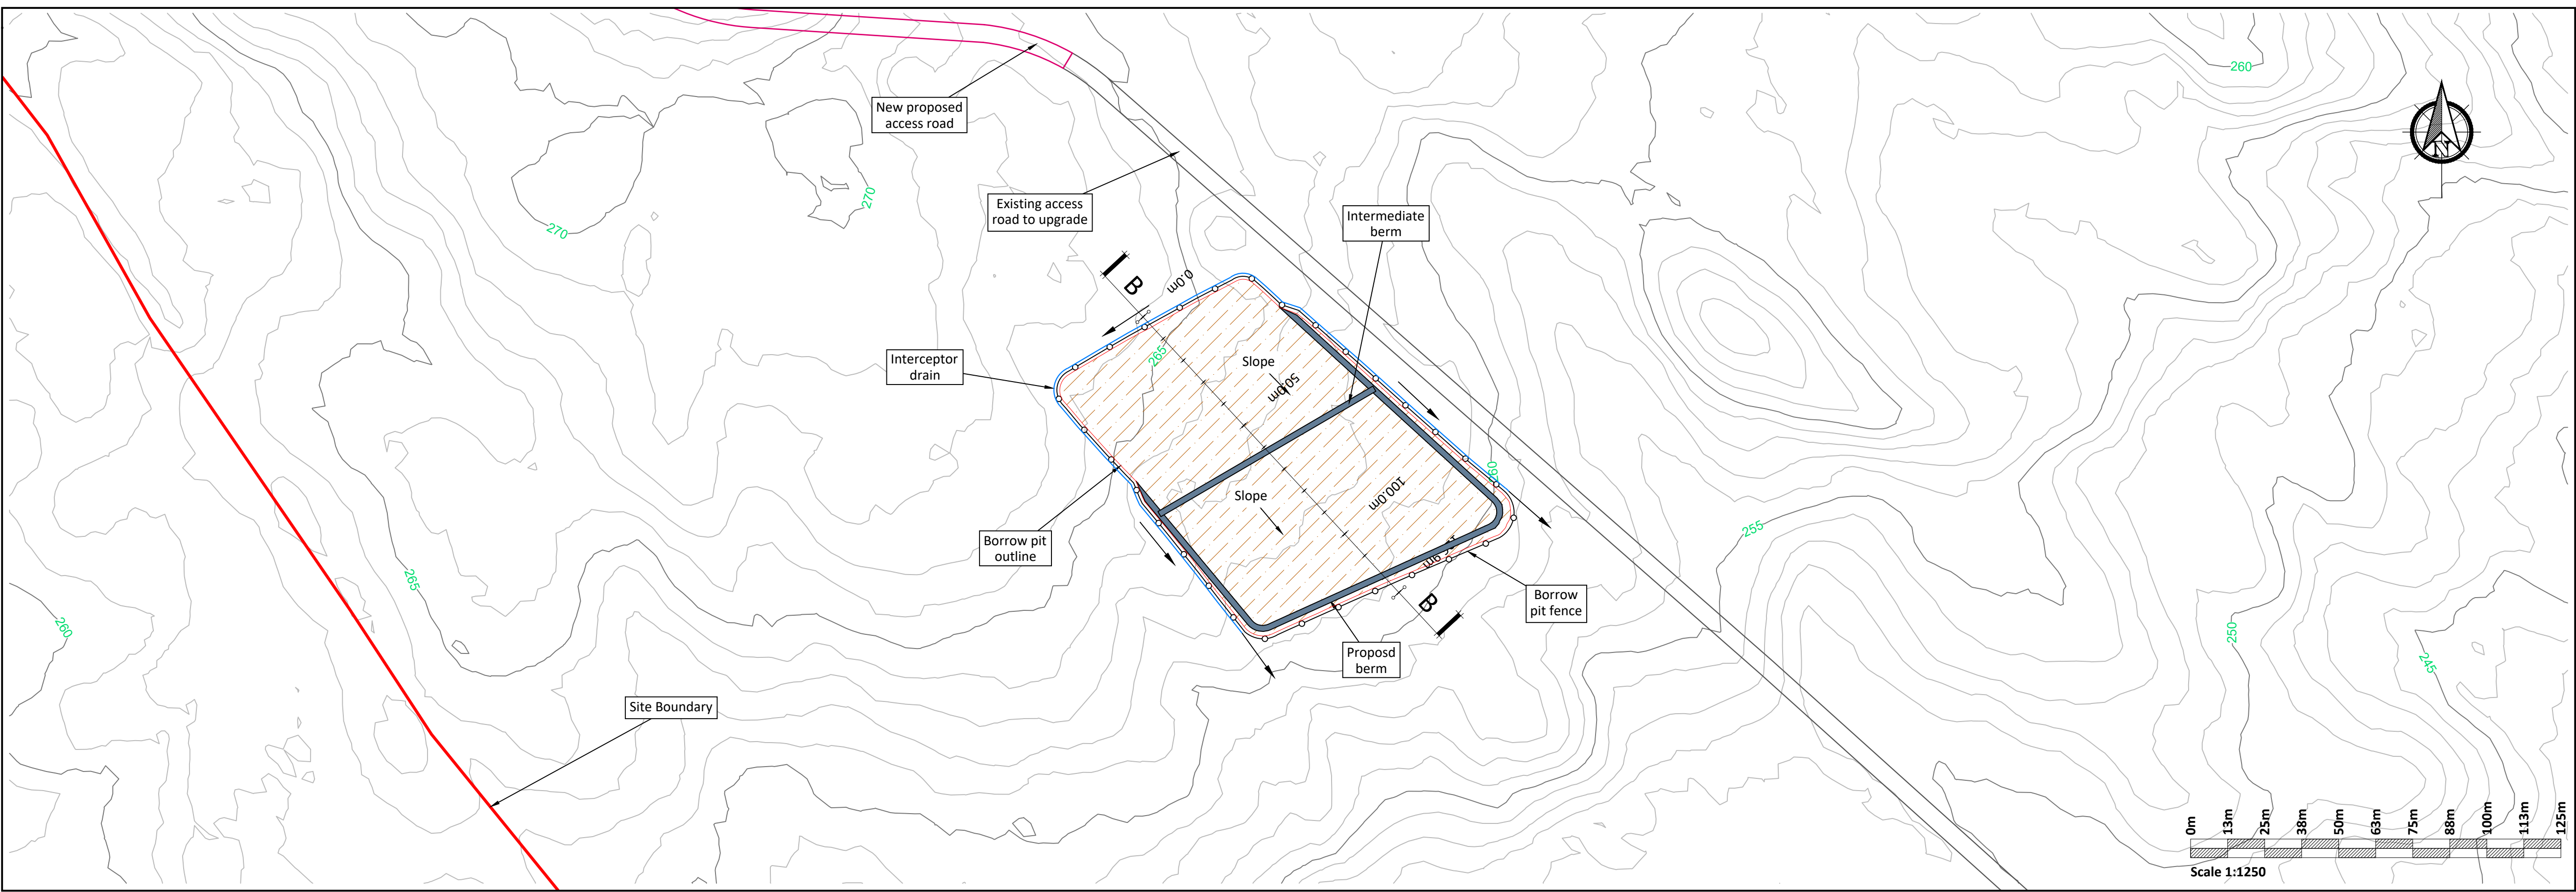 260
New proposed
access road
N
270
270
Existing access
road to upgrade
Intermediate
berm
B
0.0m
Interceptor
drain
265
Slope
50.0m
260
Slope
100.0m
Borrow pit
outline
255
265
B
Borrow
pit fence
260
250
Proposd
berm
245
Site Boundary
0m
13m
25m
38m
50m
63m
75m
88m
100m
113m
125m
Scale 1:1250